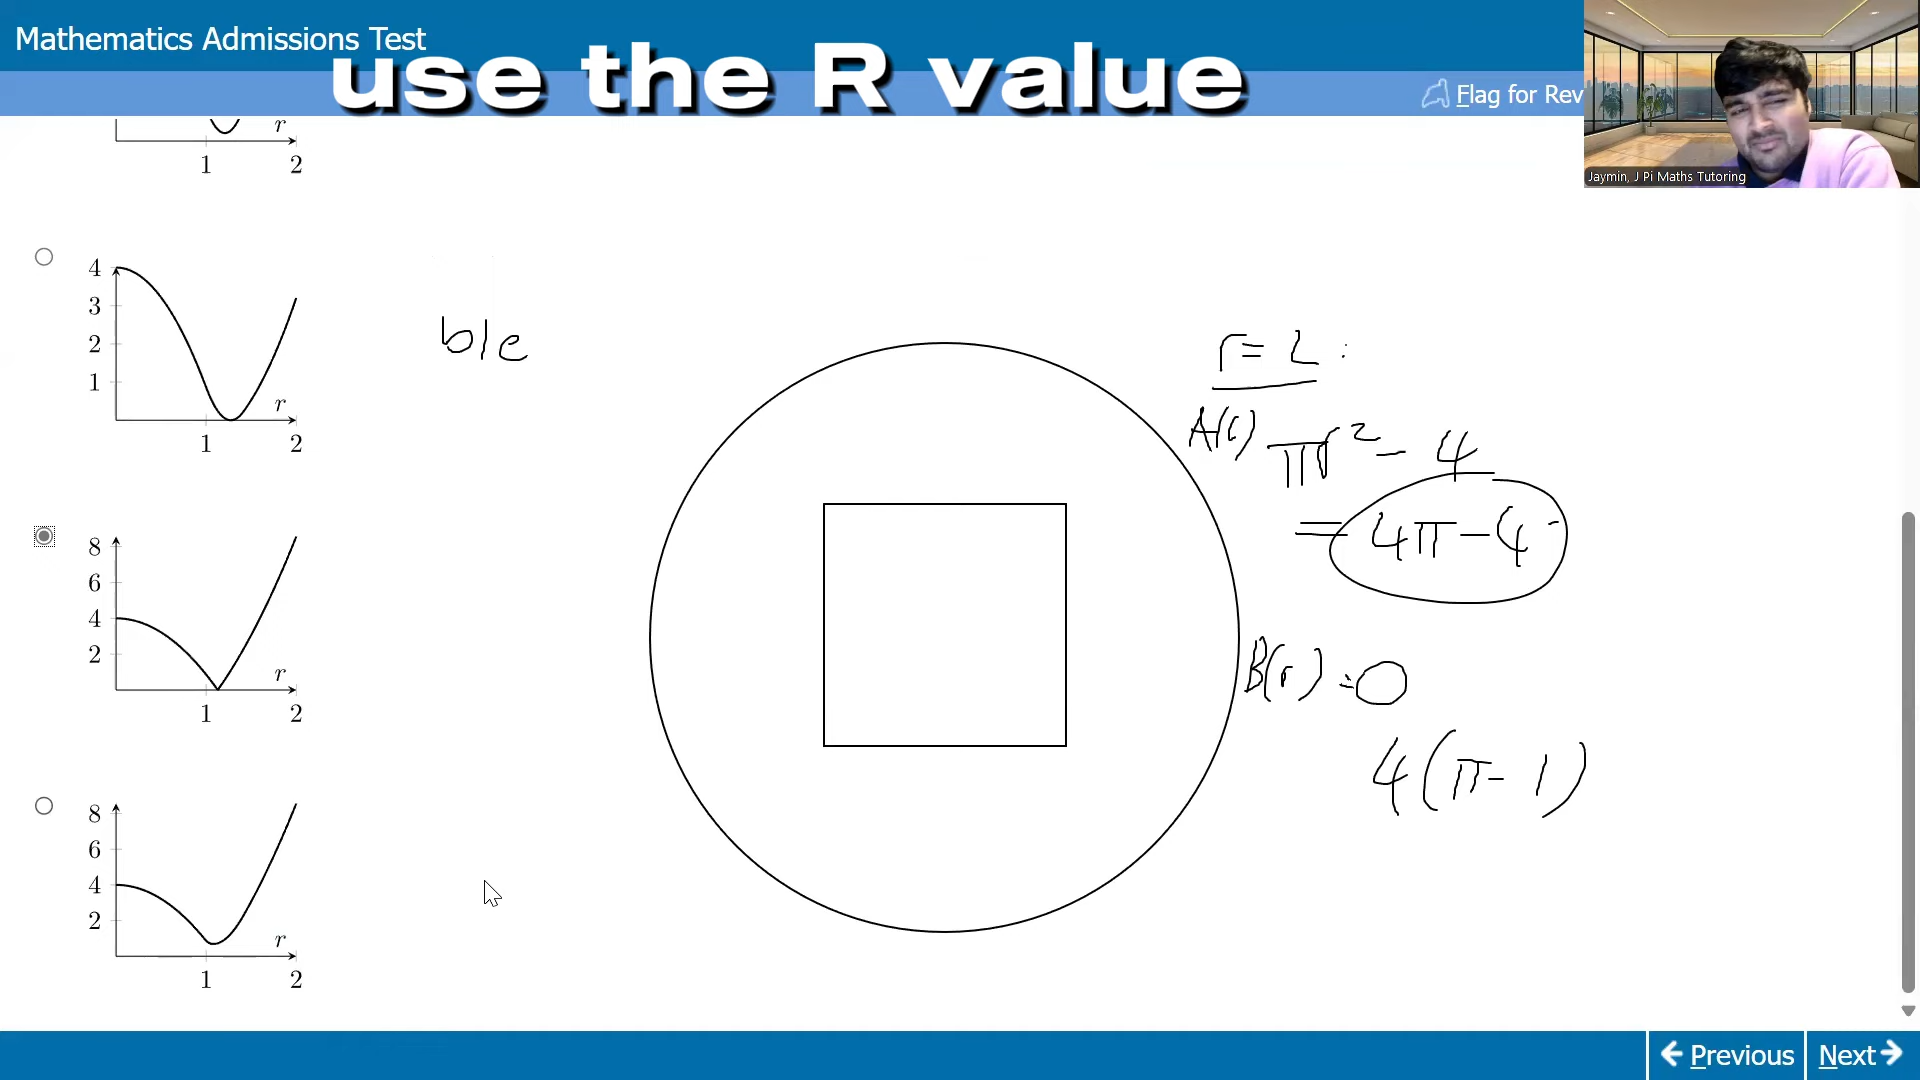 Mathematics Admissions Test
use the R value
Flag for Rev
Jaymin, J Pi Maths Tutoring
r
1 2
4
3
2
1
r
1 2
8
6
4
2
r
1 2
8
6
4
2
r
1 2
b/c
r = 2 :
A(r) πr² - 4
= 4π - 4
B(r) = 0
4(π - 1)
Previous
Next